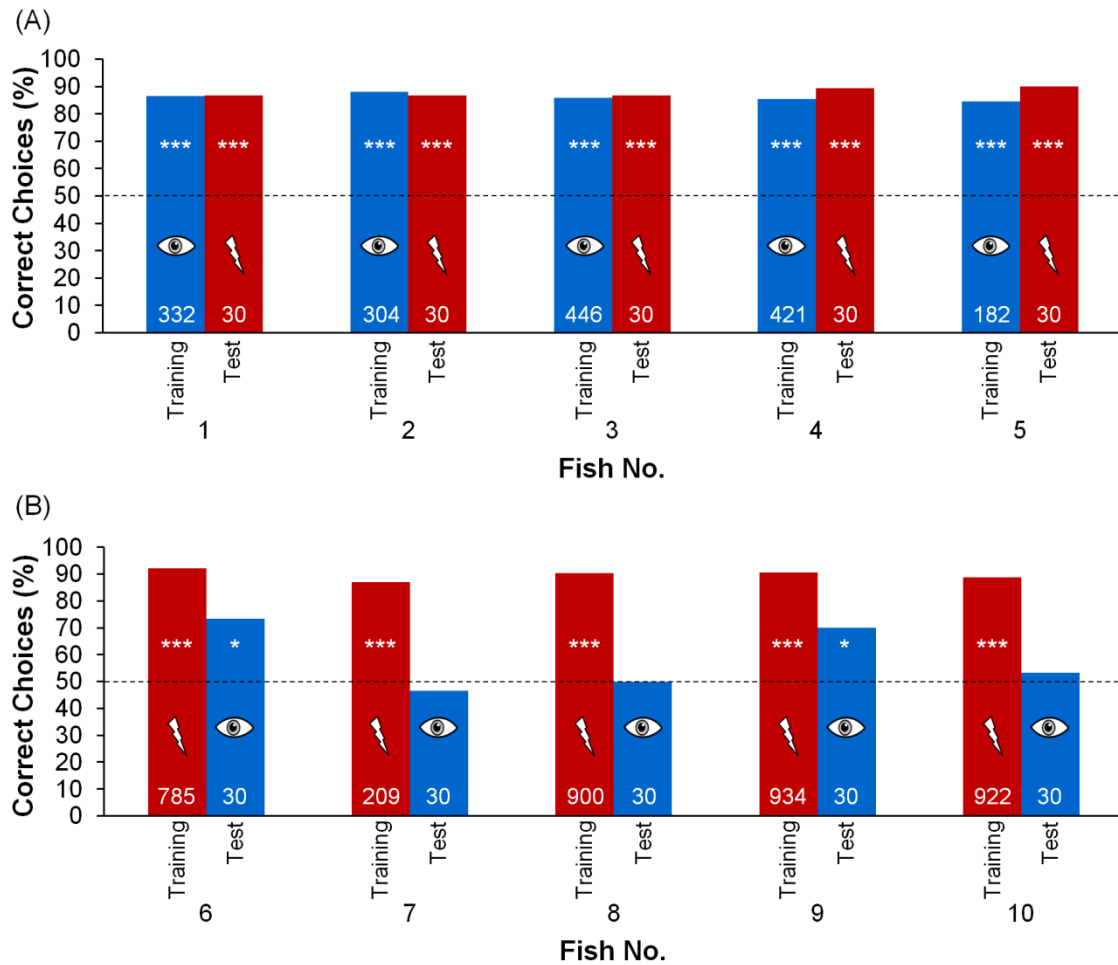 (A)
Correct Choices (%)
100
90
80
70
60
50
40
30
20
10
0
*** *** *** *** *** *** *** *** *** ***
332 30 304 30 446 30 421 30 182 30
Training Test Training Test Training Test Training Test Training Test
1 2 3 4 5
Fish No.
(B)
Correct Choices (%)
100
90
80
70
60
50
40
30
20
10
0
*** * *** *** *** * ***
785 30 209 30 900 30 934 30 922 30
Training Test Training Test Training Test Training Test Training Test
6 7 8 9 10
Fish No.